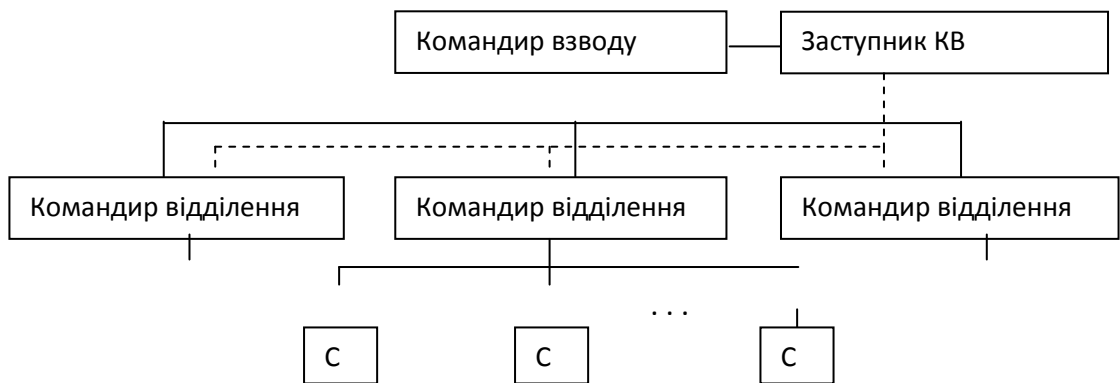 Командир взводу
Заступник КВ
Командир відділення
Командир відділення
Командир відділення
. . .
С
С
С